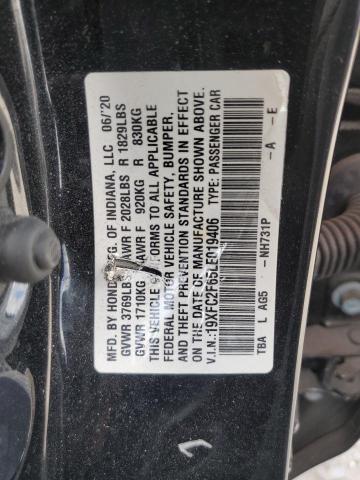 MFD. BY HONDA MFG. OF INDIANA, LLC 06/'20
GVWR 3769LBS GAWR F 2028LBS R 1829LBS
GVWR 1710KG GAWR F 920KG R 830KG
THIS VEHICLE CONFORMS TO ALL APPLICABLE
FEDERAL MOTOR VEHICLE SAFETY, BUMPER,
AND THEFT PREVENTION STANDARDS IN EFFECT
ON THE DATE OF MANUFACTURE SHOWN ABOVE.
V.I.N.: TYPE: PASSENGER CAR
TBA L AG5 - NH731P - A - E